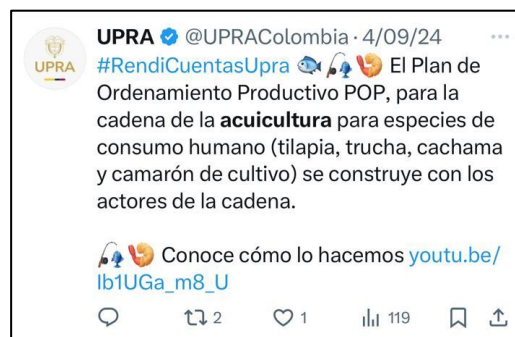 UPRA @UPRAColombia · 4/09/24 ...
UPRA
#RendiCuentasUpra 🐟🎣🦐 El Plan de
Ordenamiento Productivo POP, para la
cadena de la acuicultura para especies de
consumo humano (tilapia, trucha, cachama
y camarón de cultivo) se construye con los
actores de la cadena.
🎣🦐 Conoce cómo lo hacemos youtu.be/
Ib1UGa_m8_U
2 1 119